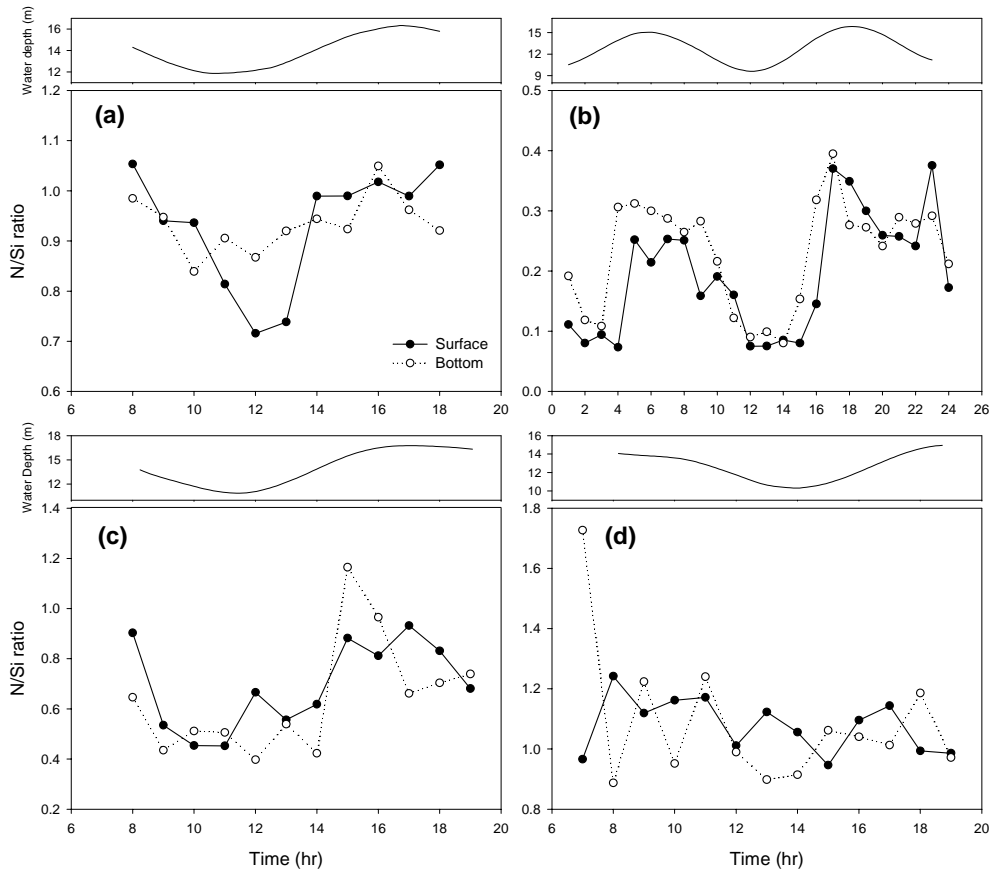 Water depth (m)
16
14
12
15
12
9
(a)
(b)
N/Si ratio
1.2
1.1
1.0
0.9
0.8
0.7
0.6
0.5
0.4
0.3
0.2
0.1
0.0
Surface
Bottom
6 8 10 12 14 16 18 20
0 2 4 6 8 10 12 14 16 18 20 22 24 26
Water Depth (m)
18
15
12
9
16
14
12
10
(c)
(d)
N/Si ratio
1.4
1.2
1.0
0.8
0.6
0.4
0.2
1.8
1.6
1.4
1.2
1.0
0.8
6 8 10 12 14 16 18 20
6 8 10 12 14 16 18 20
Time (hr)
Time (hr)